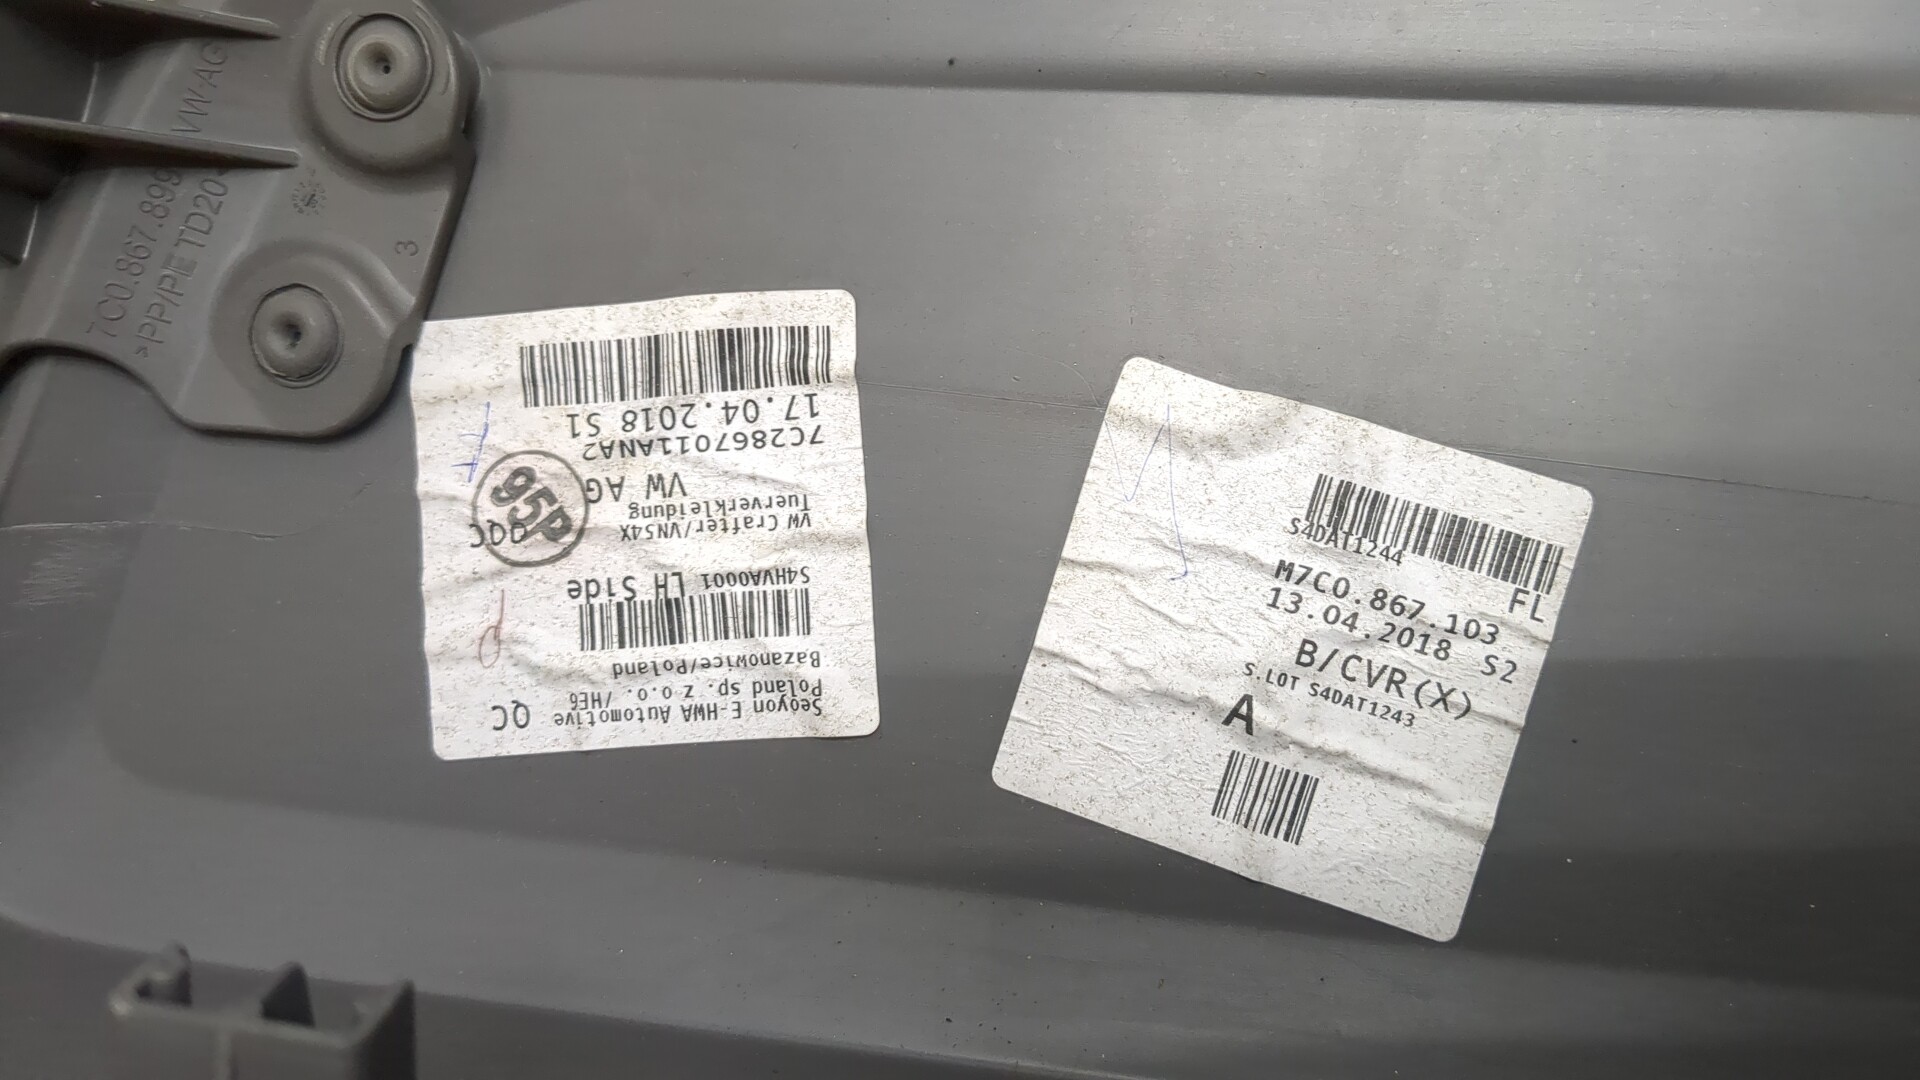 7C0.867.899 VW-AG
>PP/PE TD20<
3
Seoyon E-HWA Automotive QC
Poland sp. z o.o. /HE6
Bazanowice/Poland
S4HVA0001 LH Side
VW Crafter/VN54X QQC
Tuerverkleidung
VW AG
95P
7C2867011ANA2
17.04.2018 S1
S4DAT1244
FL
M7C0.867.103
13.04.2018 S2
B/CVR(X)
S.LOT S4DAT1243
A